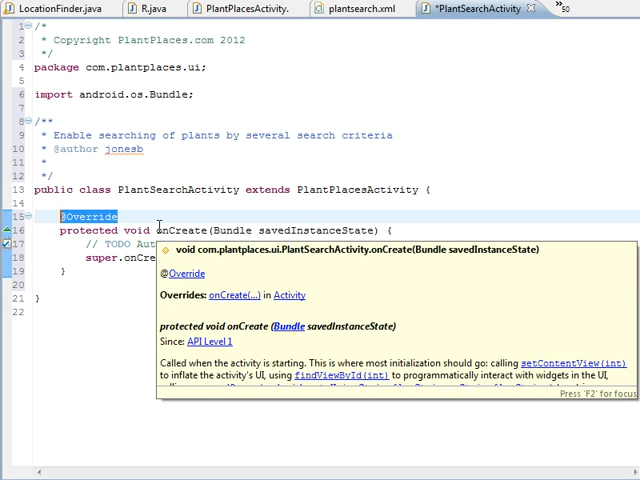 LocationFinder.java R.java PlantPlacesActivity. plantsearch.xml *PlantSearchActivity »50
1 /*
2 * Copyright PlantPlaces.com 2012
3 */
4 package com.plantplaces.ui;
5
6 import android.os.Bundle;
7
8 /**
9 * Enable searching of plants by several search criteria
10 * @author jonesb
11 *
12 */
13 public class PlantSearchActivity extends PlantPlacesActivity {
14
15 @Override
16 protected void onCreate(Bundle savedInstanceState) {
17 // TODO Aut
18 super.onCre
19 }
20
21 }
22
void com.plantplaces.ui.PlantSearchActivity.onCreate(Bundle savedInstanceState)
@Override
Overrides: onCreate(...) in Activity
protected void onCreate (Bundle savedInstanceState)
Since: API Level 1
Called when the activity is starting. This is where most initialization should go: calling setContentView(int)
to inflate the activity's UI, using findViewById(int) to programmatically interact with widgets in the UI,
Press 'F2' for focus